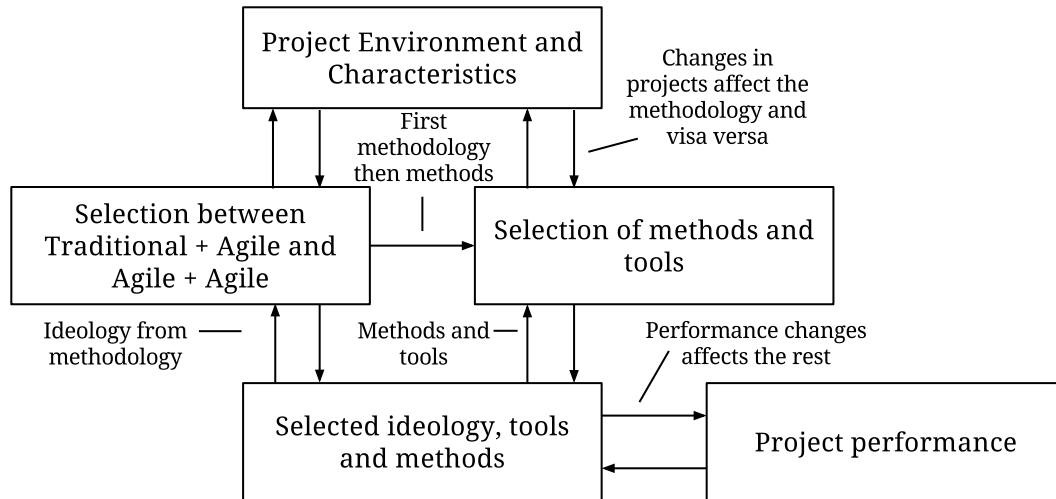 Project Environment and
Characteristics
Changes in
projects affect the
methodology and
visa versa
First
methodology
then methods
Selection between
Traditional + Agile and
Agile + Agile
Selection of methods and
tools
Ideology from
methodology
Methods and
tools
Performance changes
affects the rest
Selected ideology, tools
and methods
Project performance